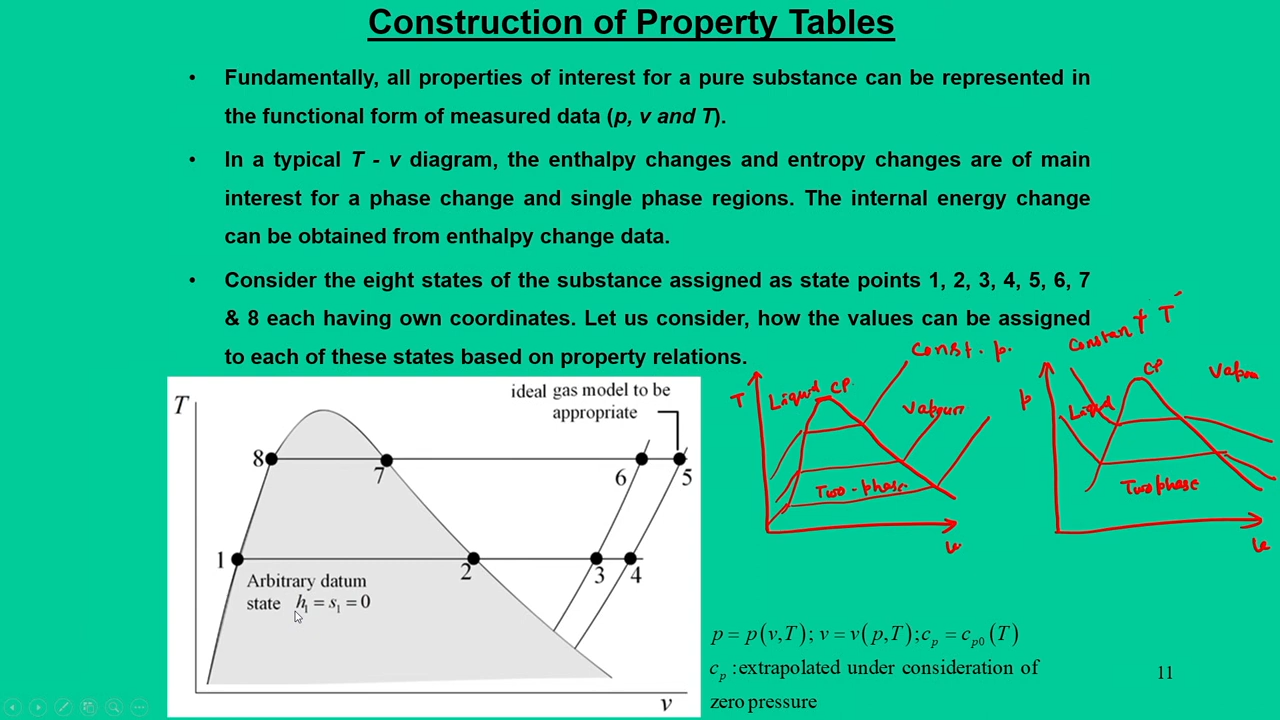 Construction of Property Tables
• Fundamentally, all properties of interest for a pure substance can be represented in
the functional form of measured data (p, v and T).
• In a typical T - v diagram, the enthalpy changes and entropy changes are of main
interest for a phase change and single phase regions. The internal energy change
can be obtained from enthalpy change data.
• Consider the eight states of the substance assigned as state points 1, 2, 3, 4, 5, 6, 7
& 8 each having own coordinates. Let us consider, how the values can be assigned
to each of these states based on property relations.
ideal gas model to be
appropriate
T
8
7
6
5
1
2
3
4
Arbitrary datum
state h₁ = s₁ = 0
v
Const. p.
T
Liquid
CP.
Vapour
Two-phase
v
Constant T
p
Liquid
CP
Vapou
Two phase
v
p = p(v,T); v = v(p,T); cₚ = cₚ₀(T)
cₚ : extrapolated under consideration of
zero pressure
11